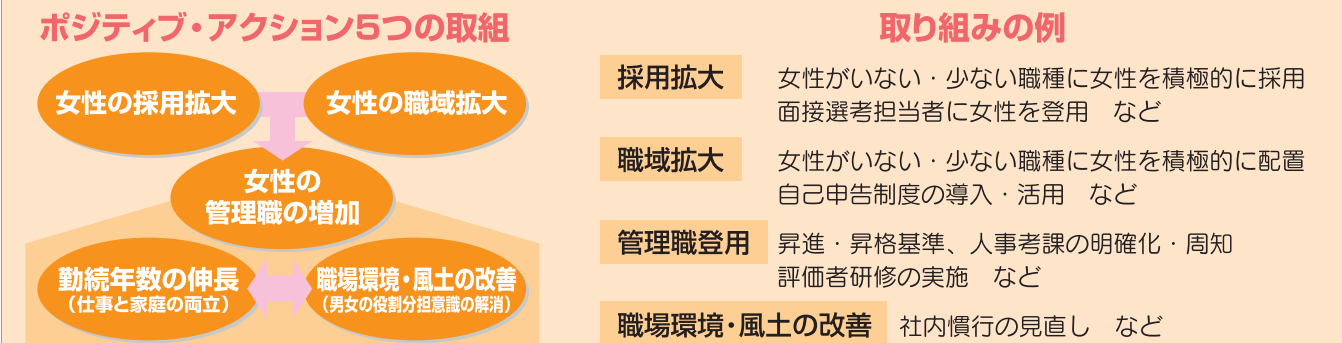 ポジティブ・アクション5つの取組
女性の採用拡大
女性の職域拡大
女性の
管理職の増加
勤続年数の伸長
（仕事と家庭の両立）
職場環境・風土の改善
（男女の役割分担意識の解消）
取り組みの例
採用拡大
女性がいない・少ない職種に女性を積極的に採用
面接選考担当者に女性を登用　など
職域拡大
女性がいない・少ない職種に女性を積極的に配置
自己申告制度の導入・活用　など
管理職登用
昇進・昇格基準、人事考課の明確化・周知
評価者研修の実施　など
職場環境・風土の改善
社内慣行の見直し　など